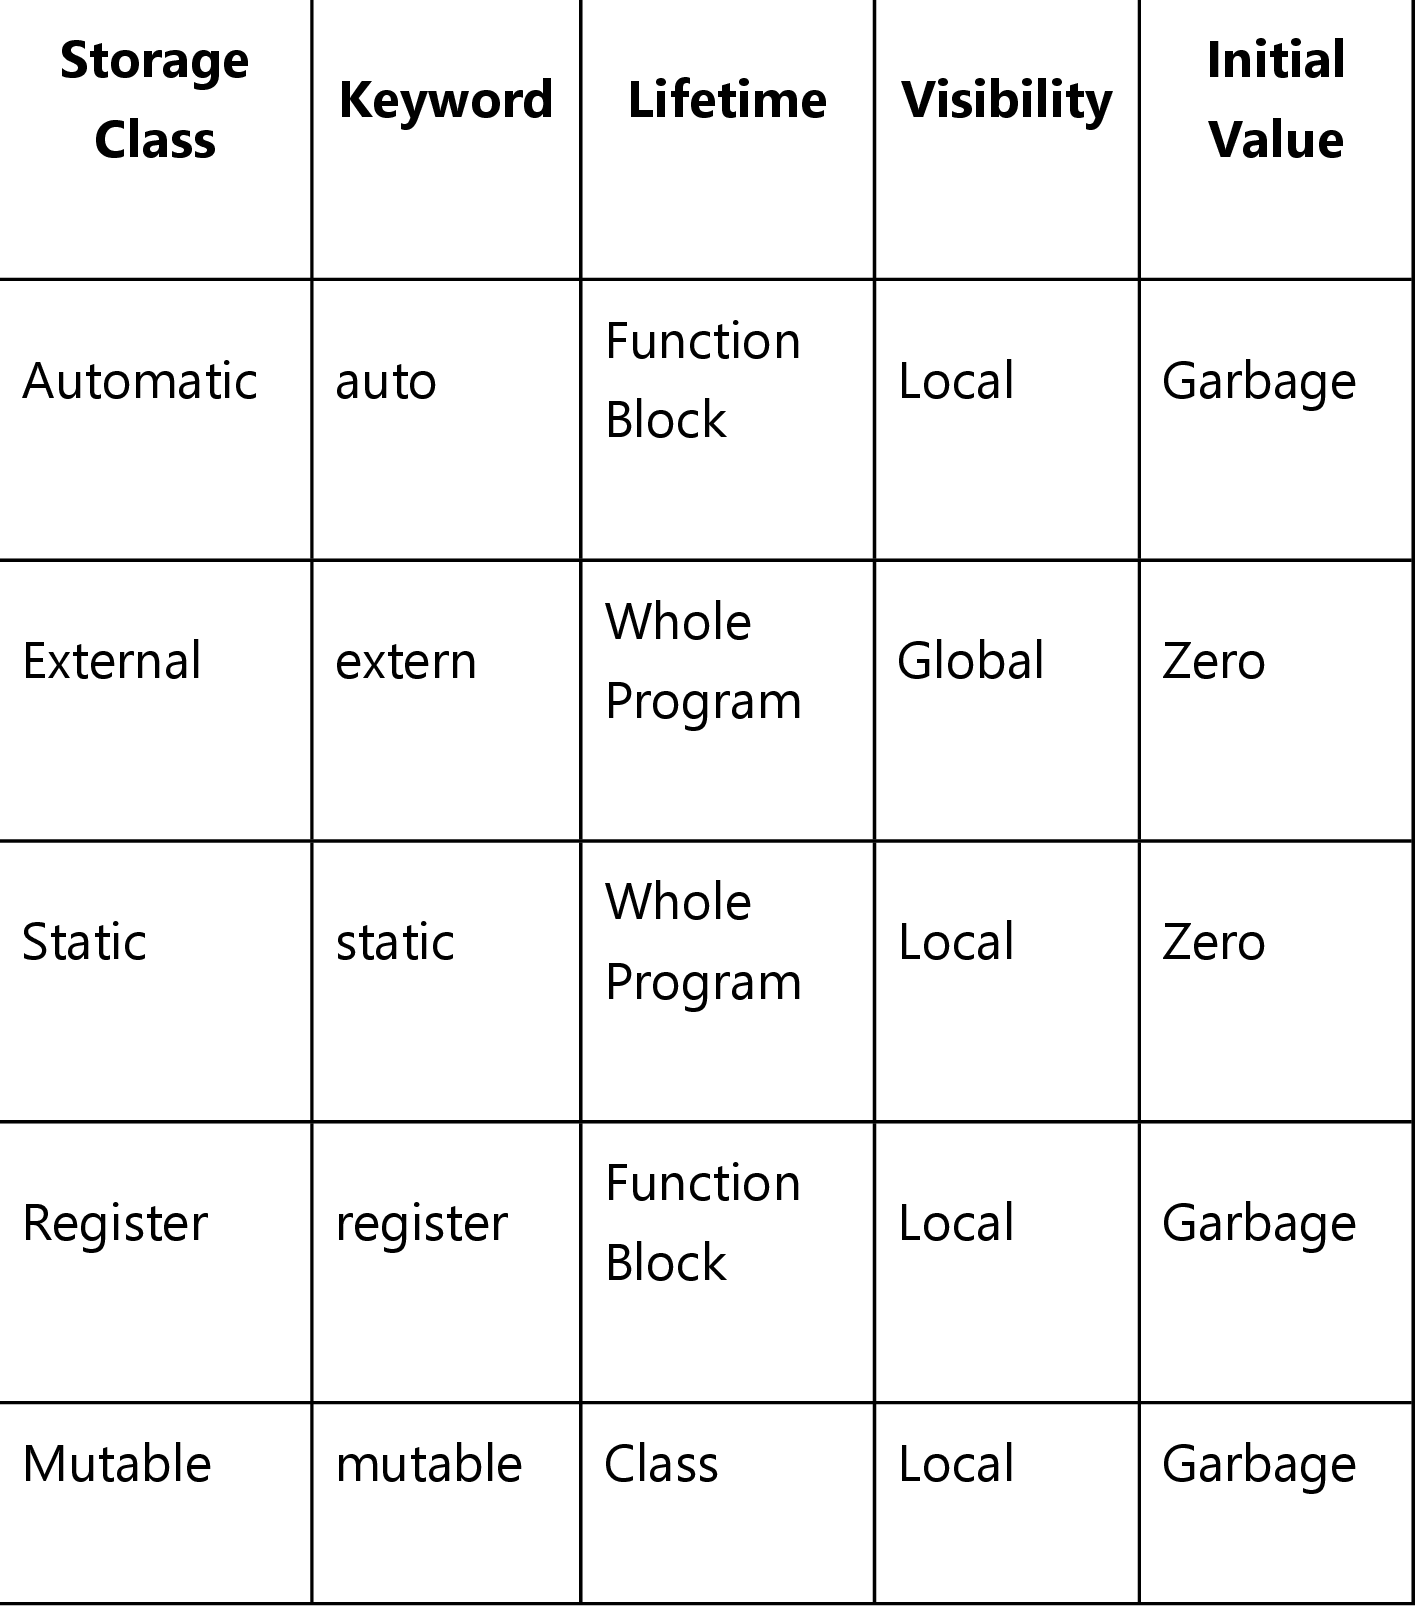 Storage
Class
Keyword
Lifetime
Visibility
Initial
Value
Automatic
auto
Function
Block
Local
Garbage
External
extern
Whole
Program
Global
Zero
Static
static
Whole
Program
Local
Zero
Register
register
Function
Block
Local
Garbage
Mutable
mutable
Class
Local
Garbage